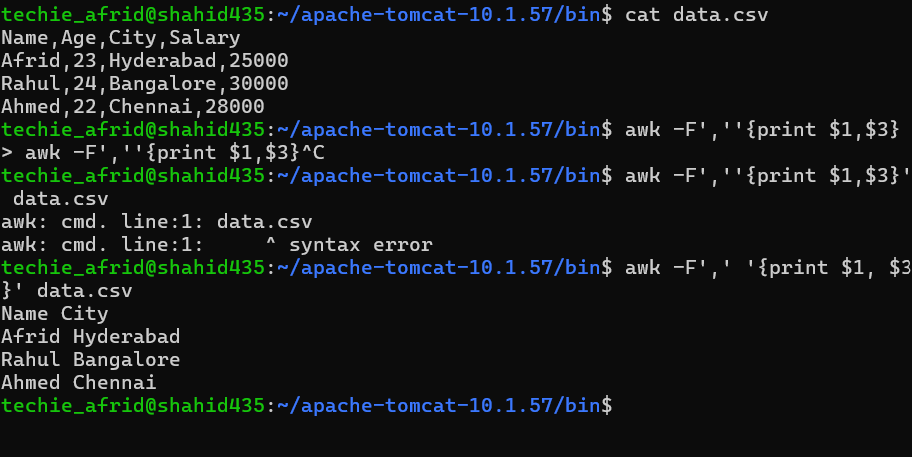 techie_afrid@shahid435:~/apache-tomcat-10.1.57/bin$ cat data.csv
Name,Age,City,Salary
Afrid,23,Hyderabad,25000
Rahul,24,Bangalore,30000
Ahmed,22,Chennai,28000
techie_afrid@shahid435:~/apache-tomcat-10.1.57/bin$ awk -F',''{print $1,$3}
> awk -F',''{print $1,$3}^C
techie_afrid@shahid435:~/apache-tomcat-10.1.57/bin$ awk -F',''{print $1,$3}'
 data.csv
awk: cmd. line:1: data.csv
awk: cmd. line:1:     ^ syntax error
techie_afrid@shahid435:~/apache-tomcat-10.1.57/bin$ awk -F',' '{print $1, $3
}' data.csv
Name City
Afrid Hyderabad
Rahul Bangalore
Ahmed Chennai
techie_afrid@shahid435:~/apache-tomcat-10.1.57/bin$